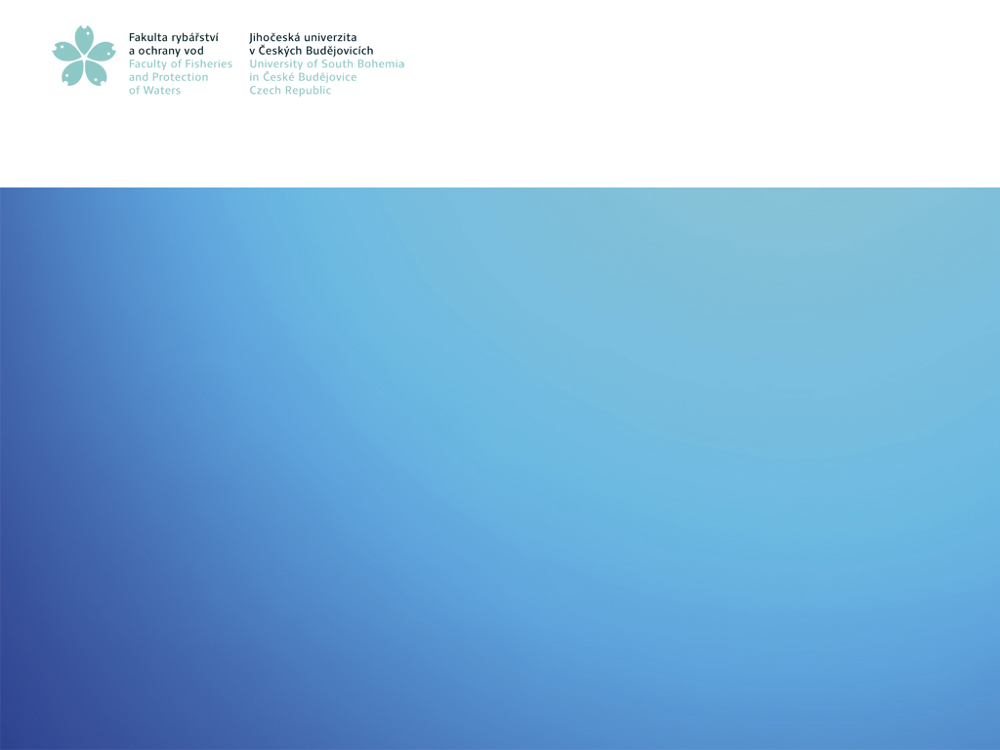 Fakulta rybářství
a ochrany vod
Faculty of Fisheries
and Protection
of Waters
Jihočeská univerzita
v Českých Budějovicích
University of South Bohemia
in České Budějovice
Czech Republic